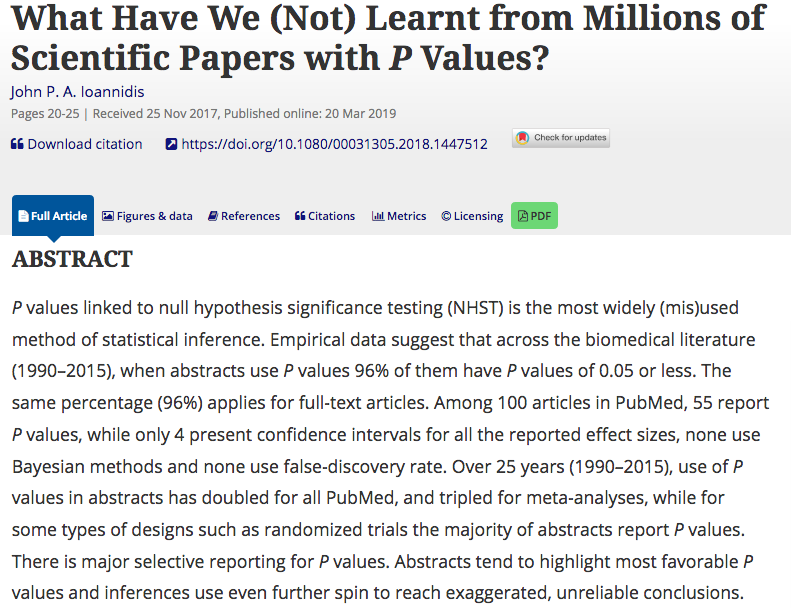 What Have We (Not) Learnt from Millions of
Scientific Papers with P Values?
John P. A. Ioannidis
Pages 20-25 | Received 25 Nov 2017, Published online: 20 Mar 2019
Download citation https://doi.org/10.1080/00031305.2018.1447512 Check for updates
Full Article Figures & data References Citations Metrics Licensing PDF
ABSTRACT
P values linked to null hypothesis significance testing (NHST) is the most widely (mis)used
method of statistical inference. Empirical data suggest that across the biomedical literature
(1990–2015), when abstracts use P values 96% of them have P values of 0.05 or less. The
same percentage (96%) applies for full-text articles. Among 100 articles in PubMed, 55 report
P values, while only 4 present confidence intervals for all the reported effect sizes, none use
Bayesian methods and none use false-discovery rate. Over 25 years (1990–2015), use of P
values in abstracts has doubled for all PubMed, and tripled for meta-analyses, while for
some types of designs such as randomized trials the majority of abstracts report P values.
There is major selective reporting for P values. Abstracts tend to highlight most favorable P
values and inferences use even further spin to reach exaggerated, unreliable conclusions.